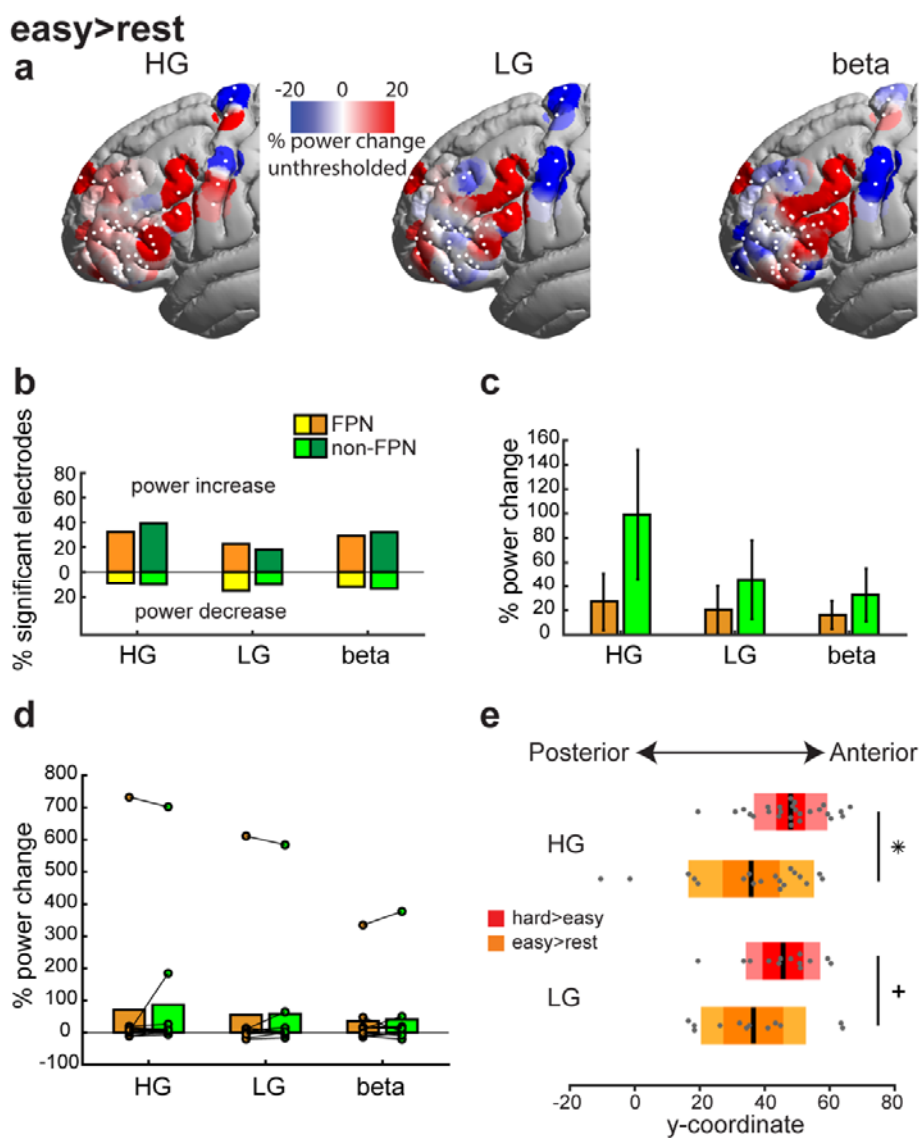 easy>rest
a
HG
LG
beta
-20 0 20
% power change
unthresholded
b
FPN
non-FPN
% significant electrodes
80
60
40
20
0
20
power increase
power decrease
HG LG beta
c
% power change
160
140
120
100
80
60
40
20
0
HG LG beta
d
% power change
800
700
600
500
400
300
200
100
0
-100
HG LG beta
e
Posterior Anterior
HG
*
hard>easy
easy>rest
LG
+
-20 0 20 40 60 80
y-coordinate